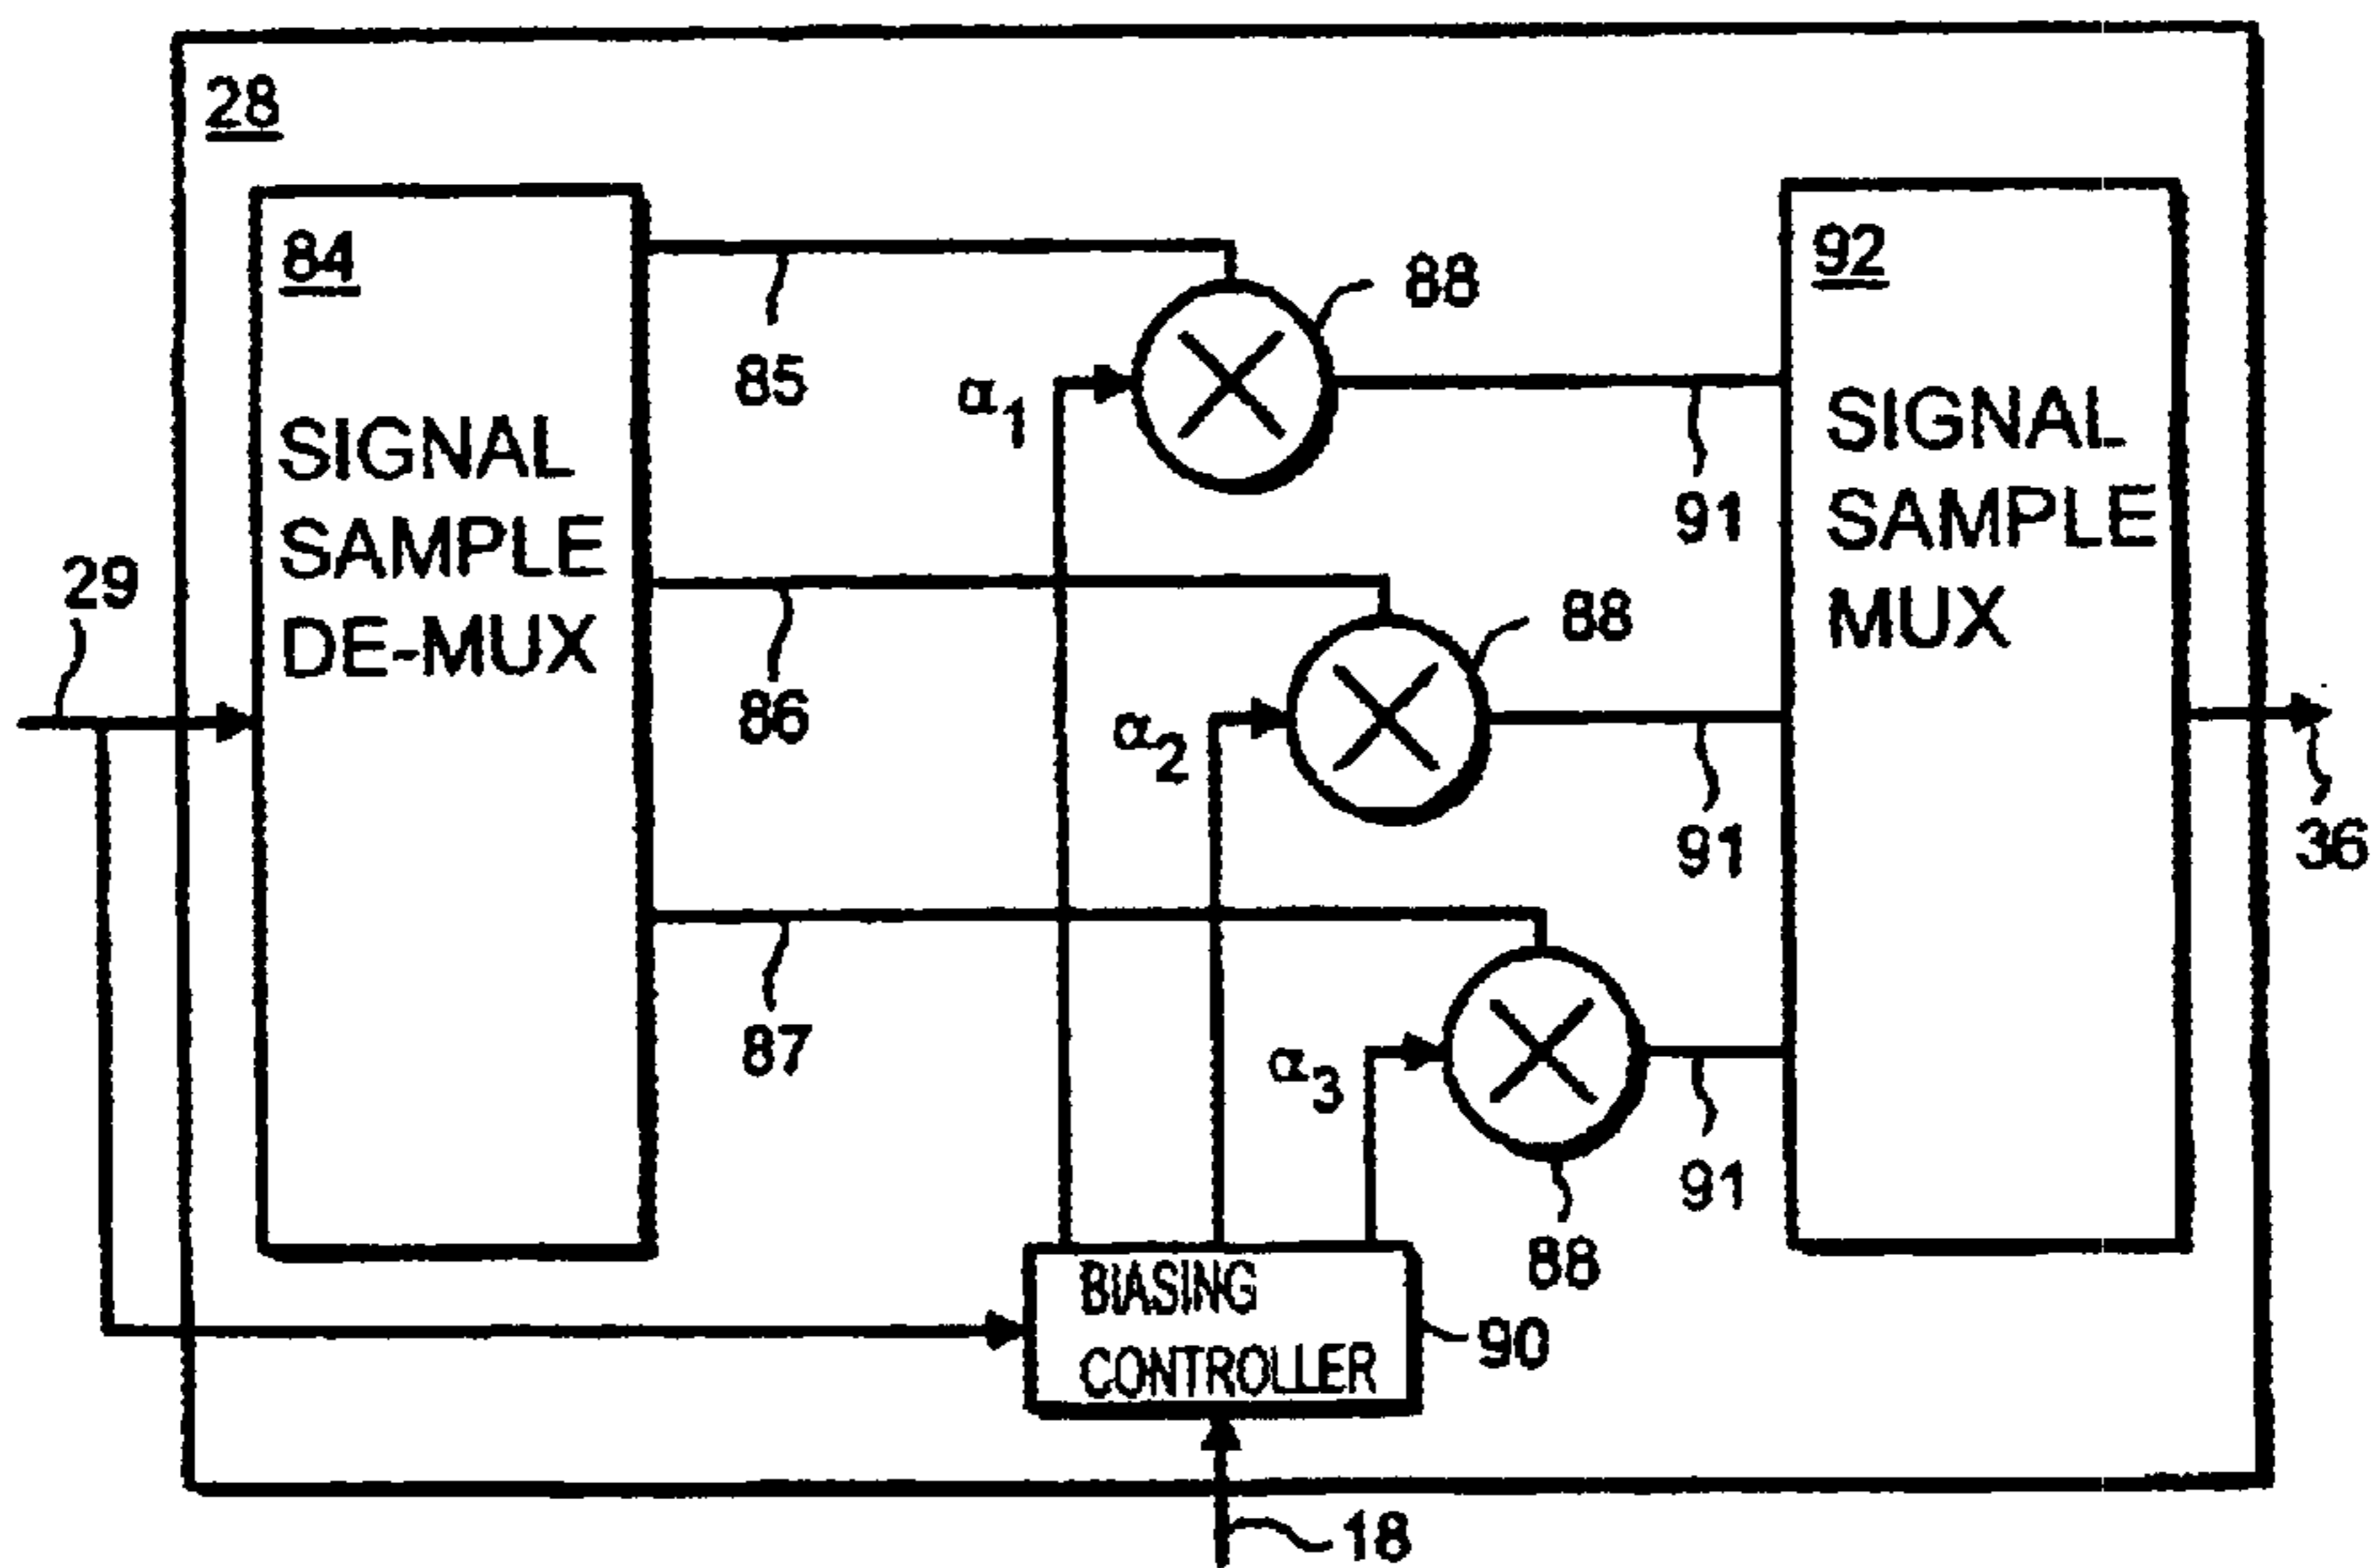 28
84
SIGNAL
SAMPLE
DE-MUX
29
85
86
87
α1
α2
α3
88
88
88
91
91
91
92
SIGNAL
SAMPLE
MUX
36
BIASING
CONTROLLER
90
18